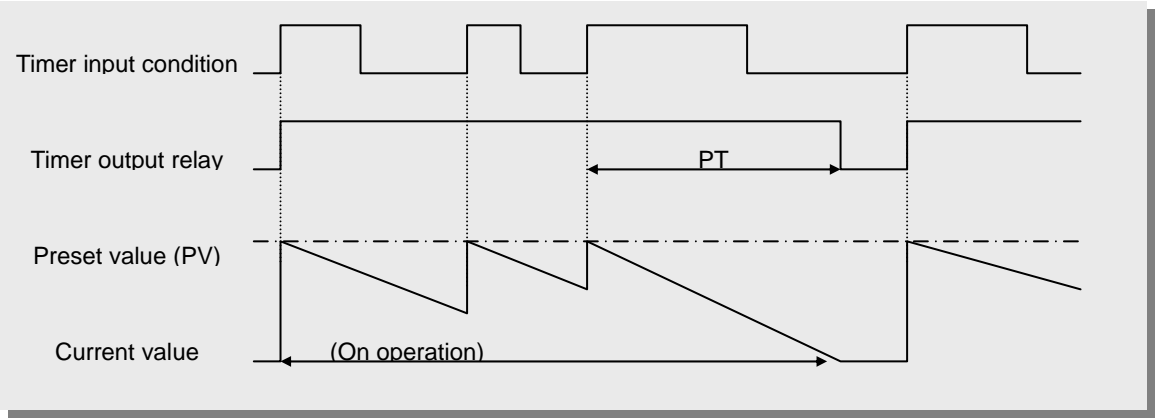 Timer input condition
Timer output relay
PT
Preset value (PV)
Current value
(On operation)